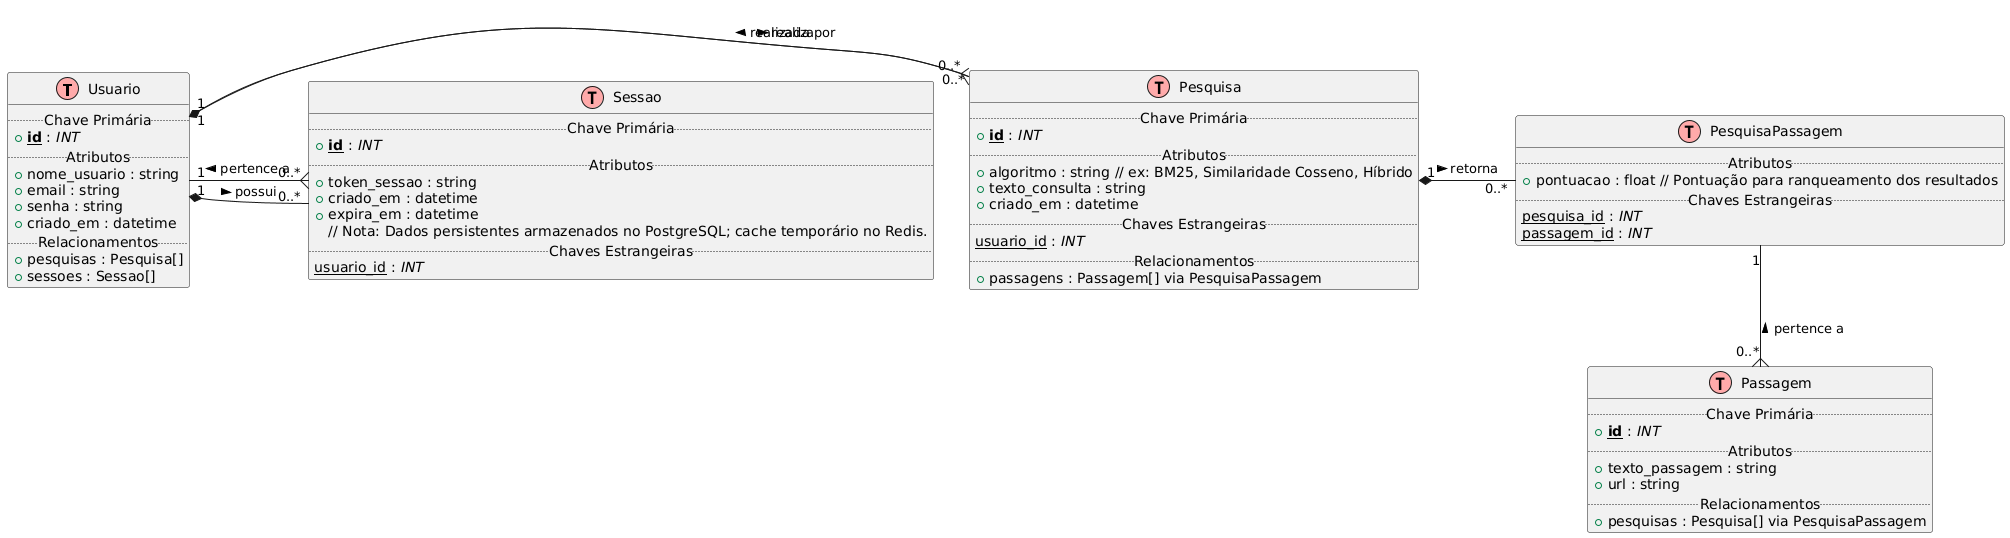 realizada por
realiza
0..*
0..*
1
1
T Usuario
Chave Primária
id : INT
Atributos
nome_usuario : string
email : string
senha : string
criado_em : datetime
Relacionamentos
pesquisas : Pesquisa[]
sessoes : Sessao[]
1
pertence a
0..*
1
possui
0..*
T Sessao
Chave Primária
id : INT
Atributos
token_sessao : string
criado_em : datetime
expira_em : datetime
// Nota: Dados persistentes armazenados no PostgreSQL; cache temporário no Redis.
Chaves Estrangeiras
usuario_id : INT
T Pesquisa
Chave Primária
id : INT
Atributos
algoritmo : string // ex: BM25, Similaridade Cosseno, Híbrido
texto_consulta : string
criado_em : datetime
Chaves Estrangeiras
usuario_id : INT
Relacionamentos
passagens : Passagem[] via PesquisaPassagem
1
retorna
0..*
T PesquisaPassagem
Atributos
pontuacao : float // Pontuação para ranqueamento dos resultados
Chaves Estrangeiras
pesquisa_id : INT
passagem_id : INT
1
pertence a
0..*
T Passagem
Chave Primária
id : INT
Atributos
texto_passagem : string
url : string
Relacionamentos
pesquisas : Pesquisa[] via PesquisaPassagem